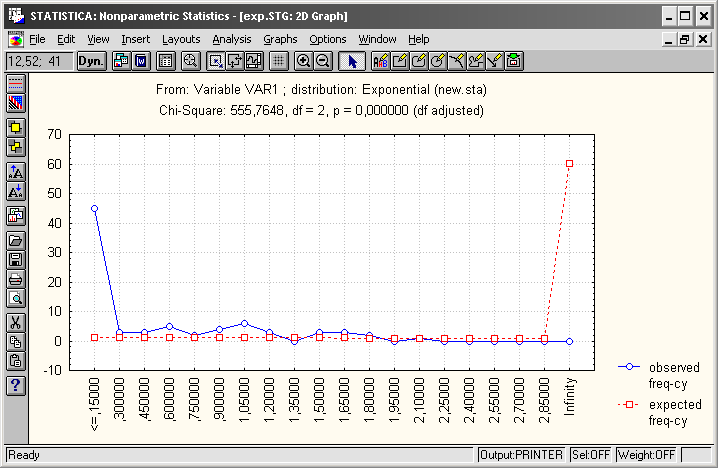 STATISTICA: Nonparametric Statistics - [exp.STG: 2D Graph]
File Edit View Insert Layouts Analysis Graphs Options Window Help
12,52; 41 Dyn.
From: Variable VAR1 ; distribution: Exponential (new.sta)
Chi-Square: 555,7648, df = 2, p = 0,000000 (df adjusted)
70
60
50
40
30
20
10
0
-10
<=,15000
,300000
,450000
,600000
,750000
,900000
1,05000
1,20000
1,35000
1,50000
1,65000
1,80000
1,95000
2,10000
2,25000
2,40000
2,55000
2,70000
2,85000
Infinity
observed
freq-cy
expected
freq-cy
Ready Output:PRINTER Sel:OFF Weight:OFF